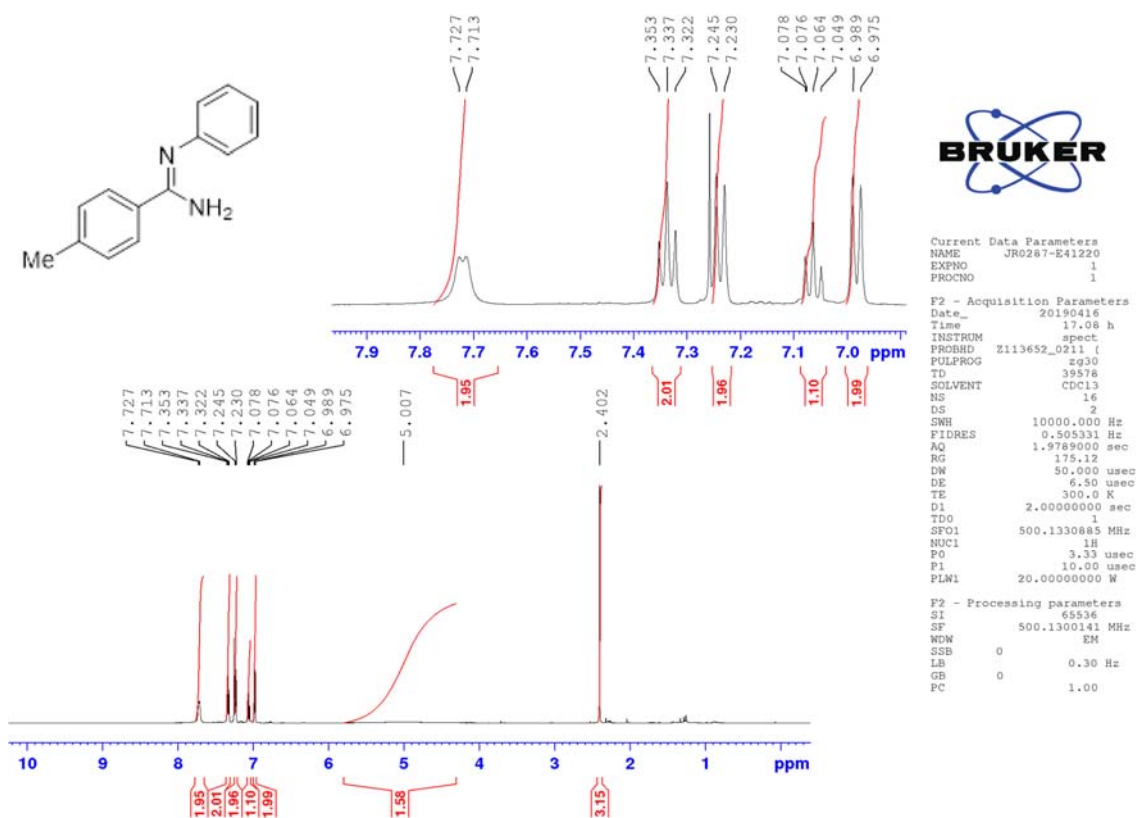 7.727
7.713
7.353
7.337
7.322
7.245
7.230
7.078
7.076
7.064
7.049
6.989
6.975
N
NH2
Me
7.9 7.8 7.7 7.6 7.5 7.4 7.3 7.2 7.1 7.0 ppm
1.95
2.01
1.96
1.10
1.99
7.727
7.713
7.353
7.337
7.322
7.245
7.230
7.078
7.076
7.064
7.049
6.989
6.975
5.007
2.402
10 9 8 7 6 5 4 3 2 1 ppm
1.95
2.01
1.96
1.10
1.99
1.58
3.15
BRUKER
Current Data Parameters
NAME JR0287-E41220
EXPNO 1
PROCNO 1
F2 - Acquisition Parameters
Date_ 20190416
Time 17.08 h
INSTRUM spect
PROBHD Z113652_0211 (
PULPROG zg30
TD 39578
SOLVENT CDCl3
NS 16
DS 2
SWH 10000.000 Hz
FIDRES 0.505331 Hz
AQ 1.9789000 sec
RG 175.12
DW 50.000 usec
DE 6.50 usec
TE 300.0 K
D1 2.00000000 sec
TD0 1
SFO1 500.1330885 MHz
NUC1 1H
P0 3.33 usec
P1 10.00 usec
PLW1 20.00000000 W
F2 - Processing parameters
SI 65536
SF 500.1300141 MHz
WDW EM
SSB 0
LB 0.30 Hz
GB 0
PC 1.00